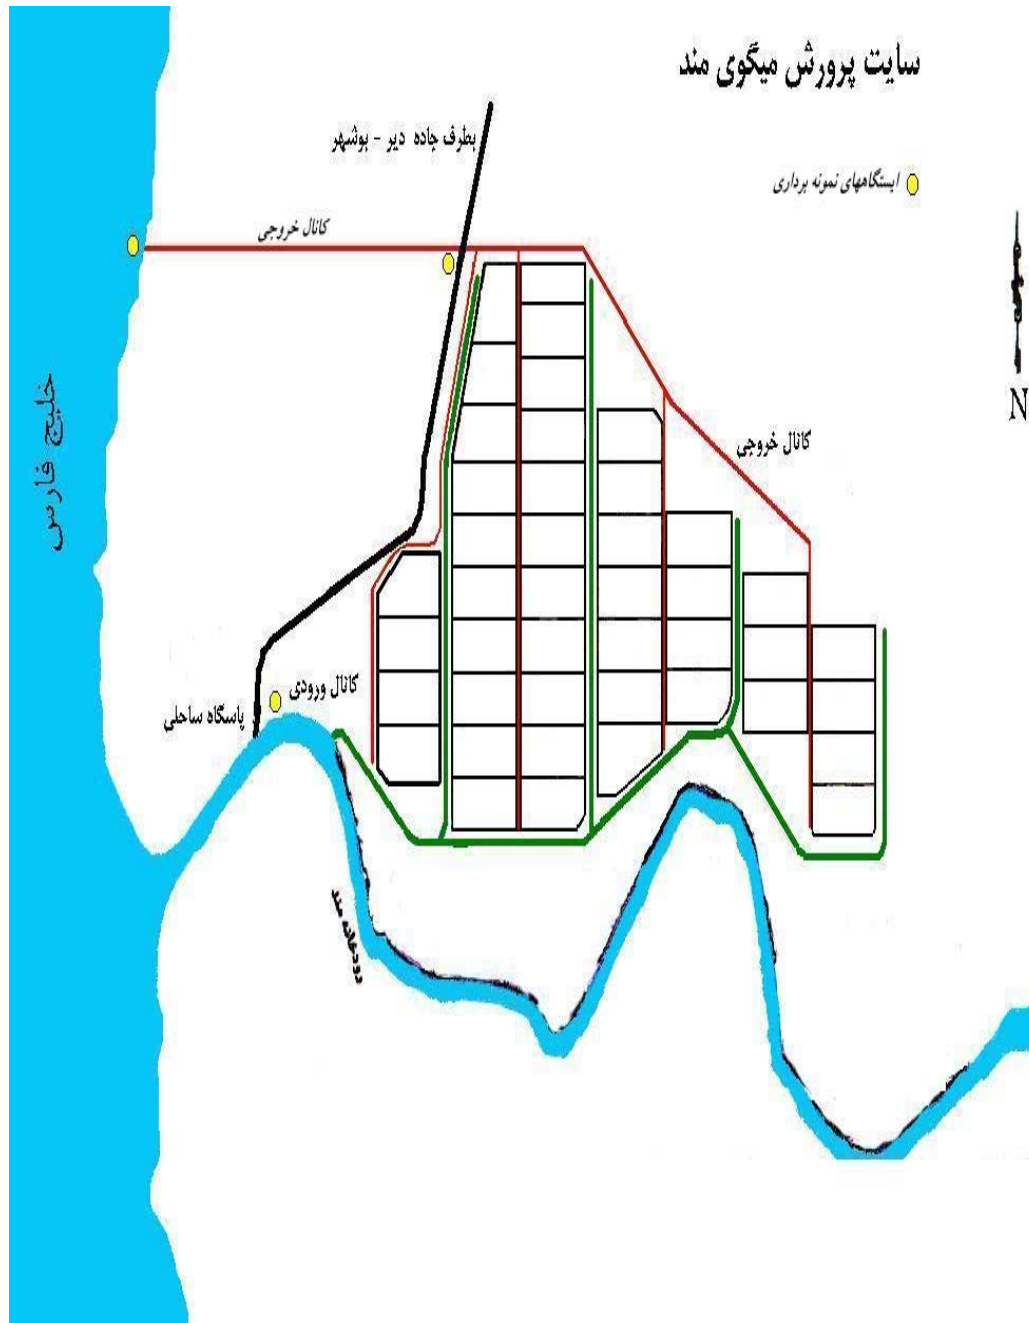 سایت پرورش میگوی مند
بطرف جاده دیر - بوشهر
ایستگاههای نمونه برداری
کانال خروجی
N
خلیج فارس
کانال خروجی
کانال ورودی
پاسگاه ساحلی
رودخانه مند